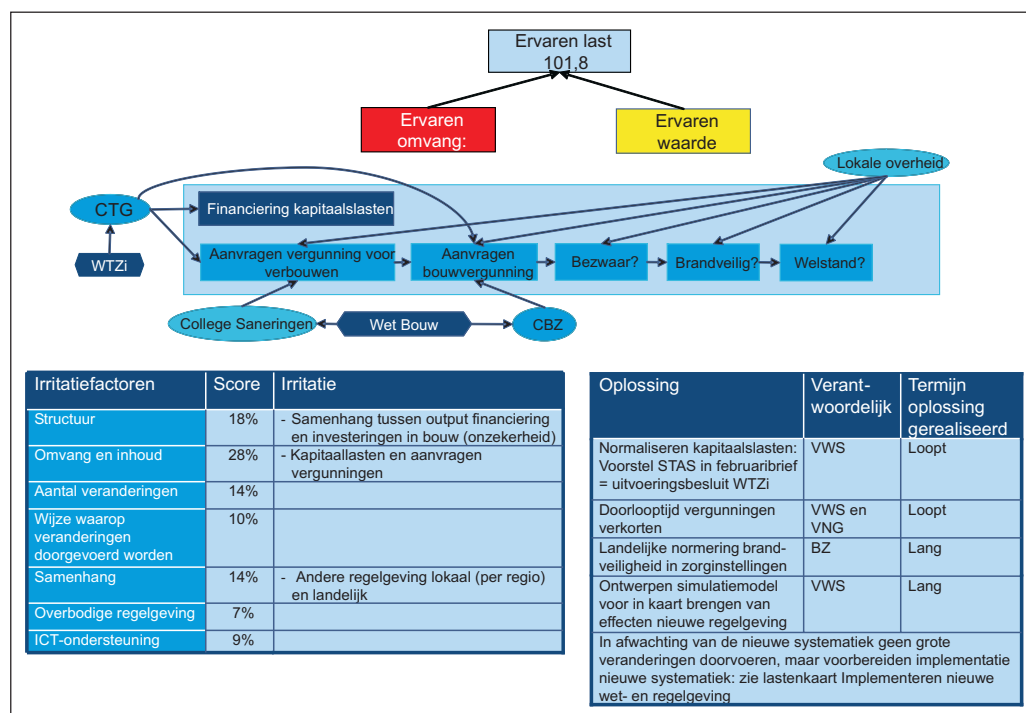 Ervaren last
101,8
Ervaren
omvang:
Ervaren
waarde
Lokale overheid
CTG
Financiering kapitaalslasten
WTZi
Aanvragen vergunning voor
verbouwen
Aanvragen
bouwvergunning
Bezwaar?
Brandveilig?
Welstand?
College Saneringen
Wet Bouw
CBZ
Irritatiefactoren Score Irritatie
Structuur 18% - Samenhang tussen output financiering
en investeringen in bouw (onzekerheid)
Omvang en inhoud 28% - Kapitaallasten en aanvragen
vergunningen
Aantal veranderingen 14%
Wijze waarop 10%
veranderingen
doorgevoerd worden
Samenhang 14% - Andere regelgeving lokaal (per regio)
en landelijk
Overbodige regelgeving 7%
ICT-ondersteuning 9%
Oplossing Verant- Termijn
woordelijk oplossing
gerealiseerd
Normaliseren kapitaalslasten: VWS Loopt
Voorstel STAS in februaribrief
= uitvoeringsbesluit WTZi
Doorlooptijd vergunningen VWS en Loopt
verkorten VNG
Landelijke normering brand- BZ Lang
veiligheid in zorginstellingen
Ontwerpen simulatiemodel VWS Lang
voor in kaart brengen van
effecten nieuwe regelgeving
In afwachting van de nieuwe systematiek geen grote
veranderingen doorvoeren, maar voorbereiden implementatie
nieuwe systematiek: zie lastenkaart Implementeren nieuwe
wet- en regelgeving